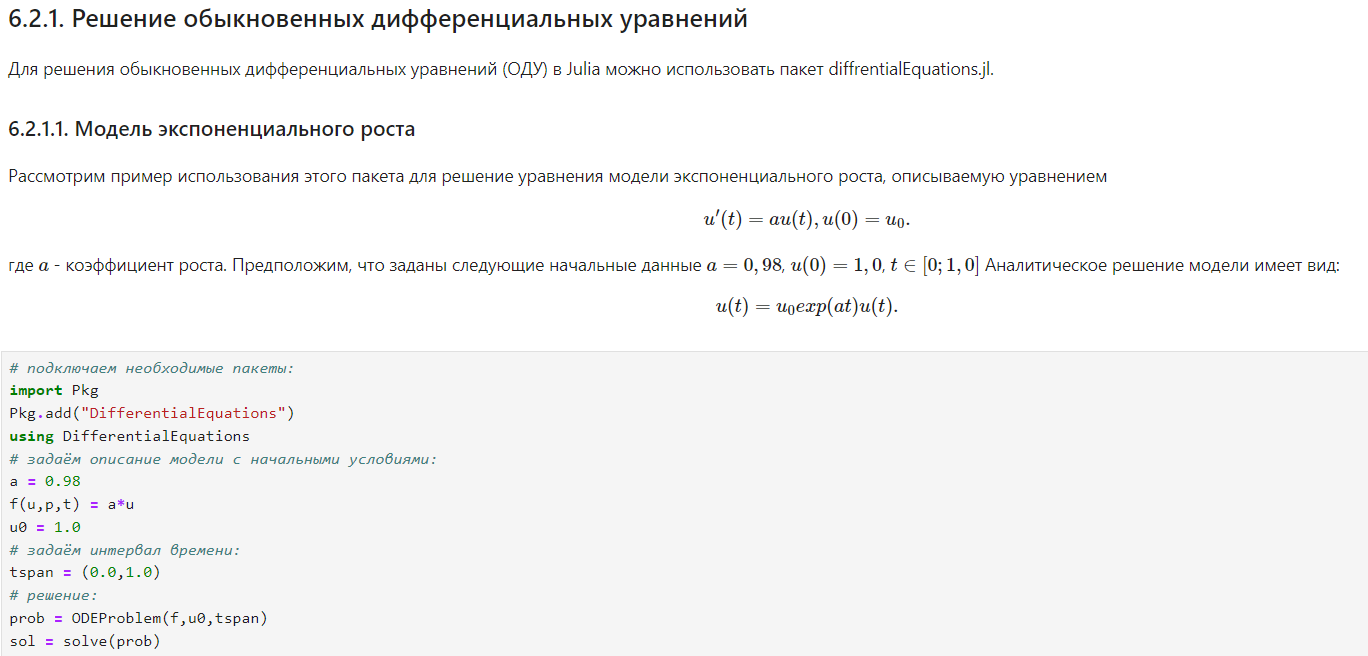 6.2.1. Решение обыкновенных дифференциальных уравнений
Для решения обыкновенных дифференциальных уравнений (ОДУ) в Julia можно использовать пакет diffrentialEquations.jl.
6.2.1.1. Модель экспоненциального роста
Рассмотрим пример использования этого пакета для решение уравнения модели экспоненциального роста, описываемую уравнением
u′(t) = au(t), u(0) = u₀.
где a - коэффициент роста. Предположим, что заданы следующие начальные данные a = 0,98, u(0) = 1,0, t ∈ [0; 1,0] Аналитическое решение модели имеет вид:
u(t) = u₀exp(at)u(t).
# подключаем необходимые пакеты:
import Pkg
Pkg.add("DifferentialEquations")
using DifferentialEquations
# задаём описание модели с начальными условиями:
a = 0.98
f(u,p,t) = a*u
u0 = 1.0
# задаём интервал времени:
tspan = (0.0,1.0)
# решение:
prob = ODEProblem(f,u0,tspan)
sol = solve(prob)